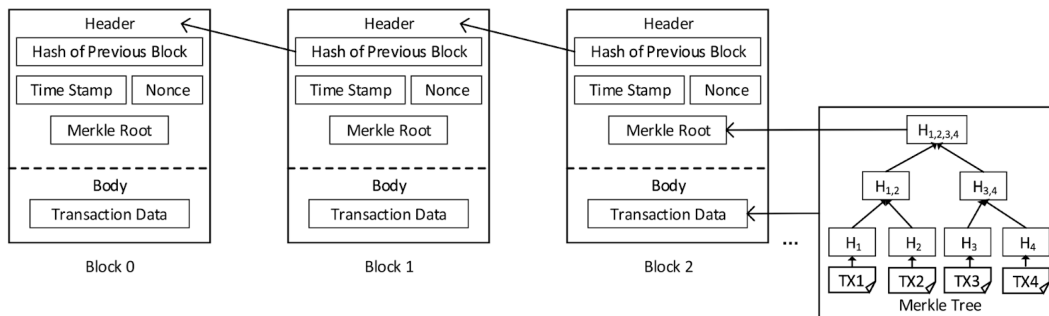 Header
Hash of Previous Block
Time Stamp
Nonce
Merkle Root
Body
Transaction Data
Block 0
Header
Hash of Previous Block
Time Stamp
Nonce
Merkle Root
Body
Transaction Data
Block 1
Header
Hash of Previous Block
Time Stamp
Nonce
Merkle Root
Body
Transaction Data
Block 2
...
H1,2,3,4
H1,2
H3,4
H1
H2
H3
H4
TX1
TX2
TX3
TX4
Merkle Tree